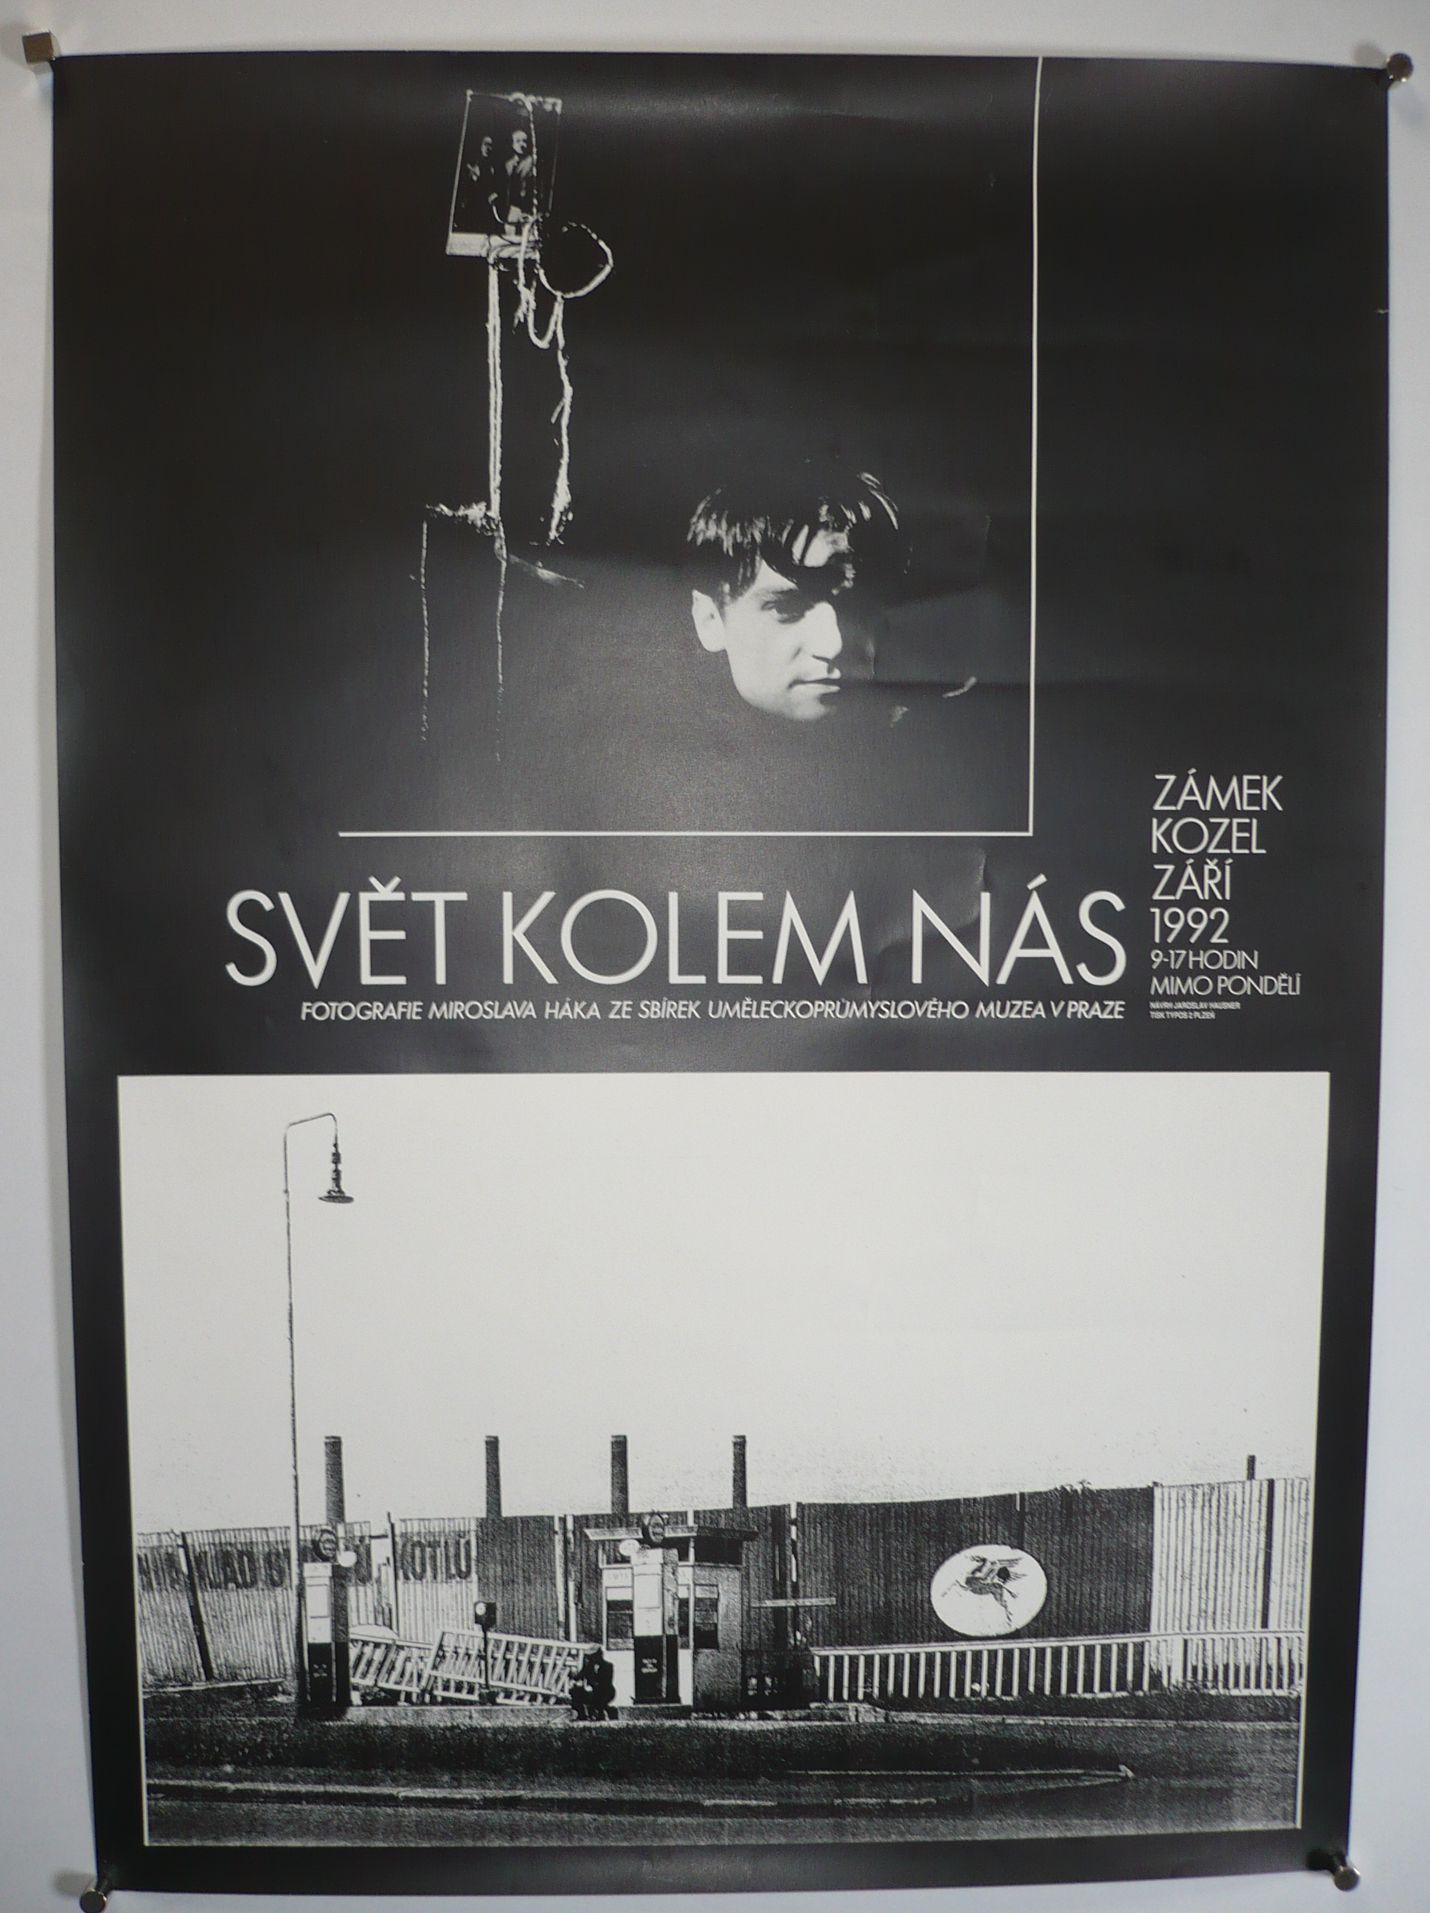 SVĚT KOLEM NÁS
FOTOGRAFIE MIROSLAVA HÁKA ZE SBÍREK UMĚLECKOPRŮMYSLOVÉHO MUZEA V PRAZE
ZÁMEK
KOZEL
ZÁŘÍ
1992
9-17 HODIN
MIMO PONDĚLÍ
NÁVRH JAROSLAV HAUSNER
TISK TYPOS 2 PLZEŇ
KOTLŮ